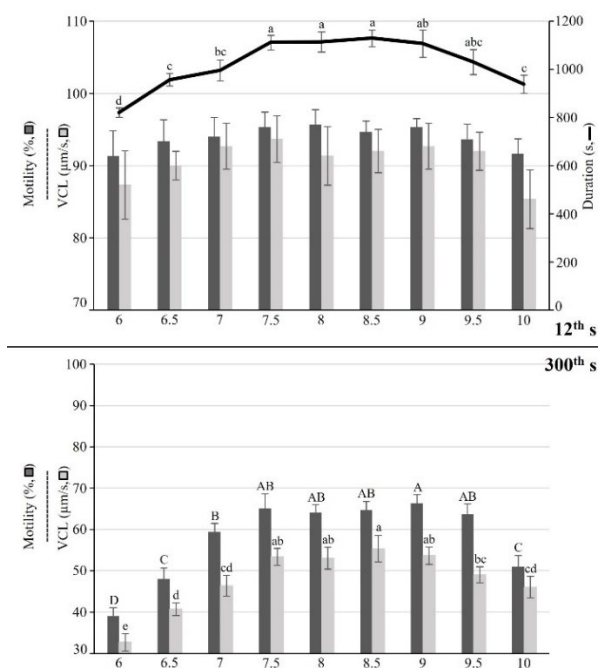 110
100
90
80
70
1200
1000
800
600
400
200
0
Motility (%,■)
VCL (μm/s,□)
Duration (s,━)
d
c
bc
a
a
a
ab
abc
c
6 6.5 7 7.5 8 8.5 9 9.5 10
12th s
300th s
100
90
80
70
60
50
40
30
Motility (%,■)
VCL (μm/s,□)
D
C
B
AB
AB
AB
A
AB
C
e
d
cd
ab
ab
a
ab
bc
cd
6 6.5 7 7.5 8 8.5 9 9.5 10